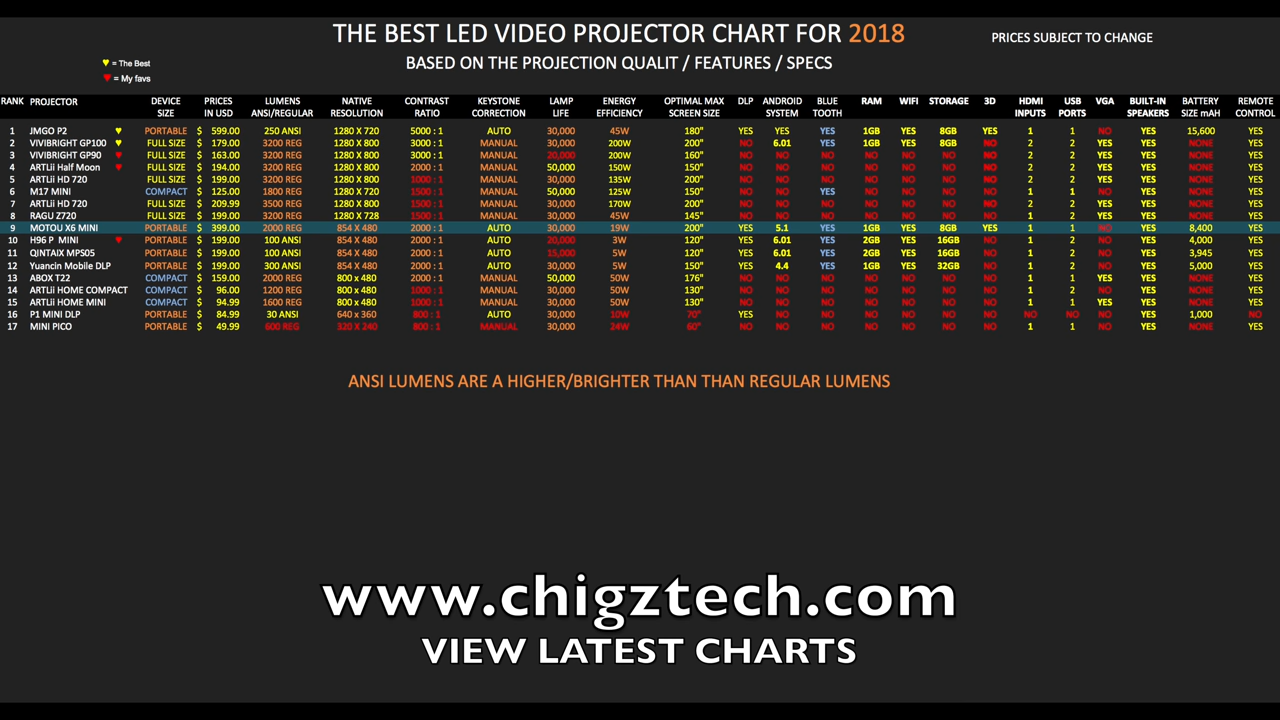 THE BEST LED VIDEO PROJECTOR CHART FOR 2018
PRICES SUBJECT TO CHANGE
BASED ON THE PROJECTION QUALIT / FEATURES / SPECS
= The Best
= My favs
RANK PROJECTOR DEVICE SIZE PRICES IN USD LUMENS ANSI/REGULAR NATIVE RESOLUTION CONTRAST RATIO KEYSTONE CORRECTION LAMP LIFE ENERGY EFFICIENCY OPTIMAL MAX SCREEN SIZE DLP ANDROID SYSTEM BLUE TOOTH RAM WIFI STORAGE 3D HDMI INPUTS USB PORTS VGA BUILT-IN SPEAKERS BATTERY SIZE mAH REMOTE CONTROL
1 JMGO P2 PORTABLE $ 599.00 250 ANSI 1280 X 720 5000 : 1 AUTO 30,000 45W 180" YES YES YES 1GB YES 8GB YES 1 1 NO YES 15,600 YES
2 VIVIBRIGHT GP100 FULL SIZE $ 179.00 3200 REG 1280 X 800 3000 : 1 MANUAL 30,000 200W 200" NO 6.01 YES 1GB YES 8GB NO 2 2 YES YES NONE YES
3 VIVIBRIGHT GP90 FULL SIZE $ 163.00 3200 REG 1280 X 800 3000 : 1 MANUAL 20,000 200W 160" NO NO NO NO NO NO NO 2 2 YES YES NONE YES
4 ARTLii Half Moon FULL SIZE $ 194.00 3200 REG 1280 X 800 2000 : 1 MANUAL 50,000 150W 150" NO NO NO NO NO NO NO 2 2 YES YES NONE YES
5 UHD 720 FULL SIZE $ 199.00 3200 REG 1280 X 800 1000 : 1 MANUAL 30,000 135W 200" NO NO NO NO NO NO NO 2 2 YES YES NONE YES
6 M17 MINI COMPACT $ 125.00 1800 REG 1280 X 720 1500 : 1 MANUAL 50,000 125W 150" NO NO YES NO NO NO NO 1 1 NO YES NONE YES
7 ARTLii HD 720 FULL SIZE $ 209.99 3500 REG 1280 X 800 1500 : 1 MANUAL 30,000 170W 200" NO NO NO NO NO NO NO 2 2 YES YES NONE YES
8 RAGU Z720 FULL SIZE $ 199.00 3200 REG 1280 X 728 1500 : 1 MANUAL 30,000 45W 145" NO NO NO NO NO NO NO 1 2 YES YES NONE YES
9 MOTOU X6 MINI PORTABLE $ 399.00 2000 REG 854 X 480 2000 : 1 AUTO 30,000 19W 200" YES 5.1 YES 1GB YES 8GB YES 1 1 NO YES 8,400 YES
10 H96 P MINI PORTABLE $ 199.00 100 ANSI 854 X 480 2000 : 1 AUTO 20,000 3W 120" YES 6.01 YES 2GB YES 16GB NO 1 2 NO YES 4,000 YES
11 QINTAIX MPS05 PORTABLE $ 199.00 100 ANSI 854 X 480 2000 : 1 AUTO 15,000 5W 120" YES 6.01 YES 2GB YES 16GB NO 1 2 NO YES 3,945 YES
12 Yuancin Mobile DLP PORTABLE $ 199.00 300 ANSI 854 X 480 2000 : 1 AUTO 30,000 5W 150" YES 4.4 YES 1GB YES 32GB NO 1 2 NO YES 5,000 YES
13 ABOX T22 COMPACT $ 159.00 2000 REG 800 x 480 1000 : 1 MANUAL 50,000 50W 176" NO NO NO NO NO NO NO 1 1 YES YES NONE YES
14 ARTLii HOME COMPACT COMPACT $ 96.00 1200 REG 800 x 480 1000 : 1 MANUAL 30,000 50W 130" NO NO NO NO NO NO NO 1 2 NO YES NONE YES
15 ARTLii HOME MINI COMPACT $ 94.99 1600 REG 800 x 480 1000 : 1 MANUAL 30,000 50W 130" NO NO NO NO NO NO NO 1 1 YES YES NONE YES
16 P1 MINI DLP PORTABLE $ 84.99 30 ANSI 640 x 360 800 : 1 AUTO 30,000 10W 70" YES NO NO NO NO NO NO NO NO NO YES 1,000 NO
17 MINI PICO PORTABLE $ 49.99 600 REG 320 X 240 800 : 1 MANUAL 30,000 24W 60" NO NO NO NO NO NO NO 1 1 NO YES NONE YES
ANSI LUMENS ARE A HIGHER/BRIGHTER THAN THAN REGULAR LUMENS
www.chigztech.com
VIEW LATEST CHARTS